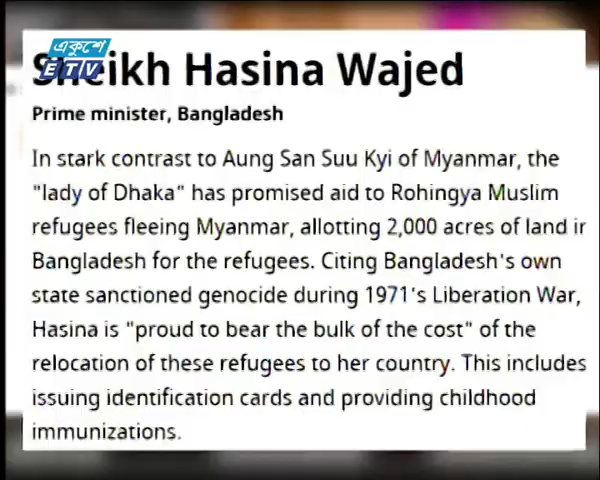 একুশে
ETV
Sheikh Hasina Wajed
Prime minister, Bangladesh
In stark contrast to Aung San Suu Kyi of Myanmar, the
"lady of Dhaka" has promised aid to Rohingya Muslim
refugees fleeing Myanmar, allotting 2,000 acres of land in
Bangladesh for the refugees. Citing Bangladesh's own
state sanctioned genocide during 1971's Liberation War,
Hasina is "proud to bear the bulk of the cost" of the
relocation of these refugees to her country. This includes
issuing identification cards and providing childhood
immunizations.